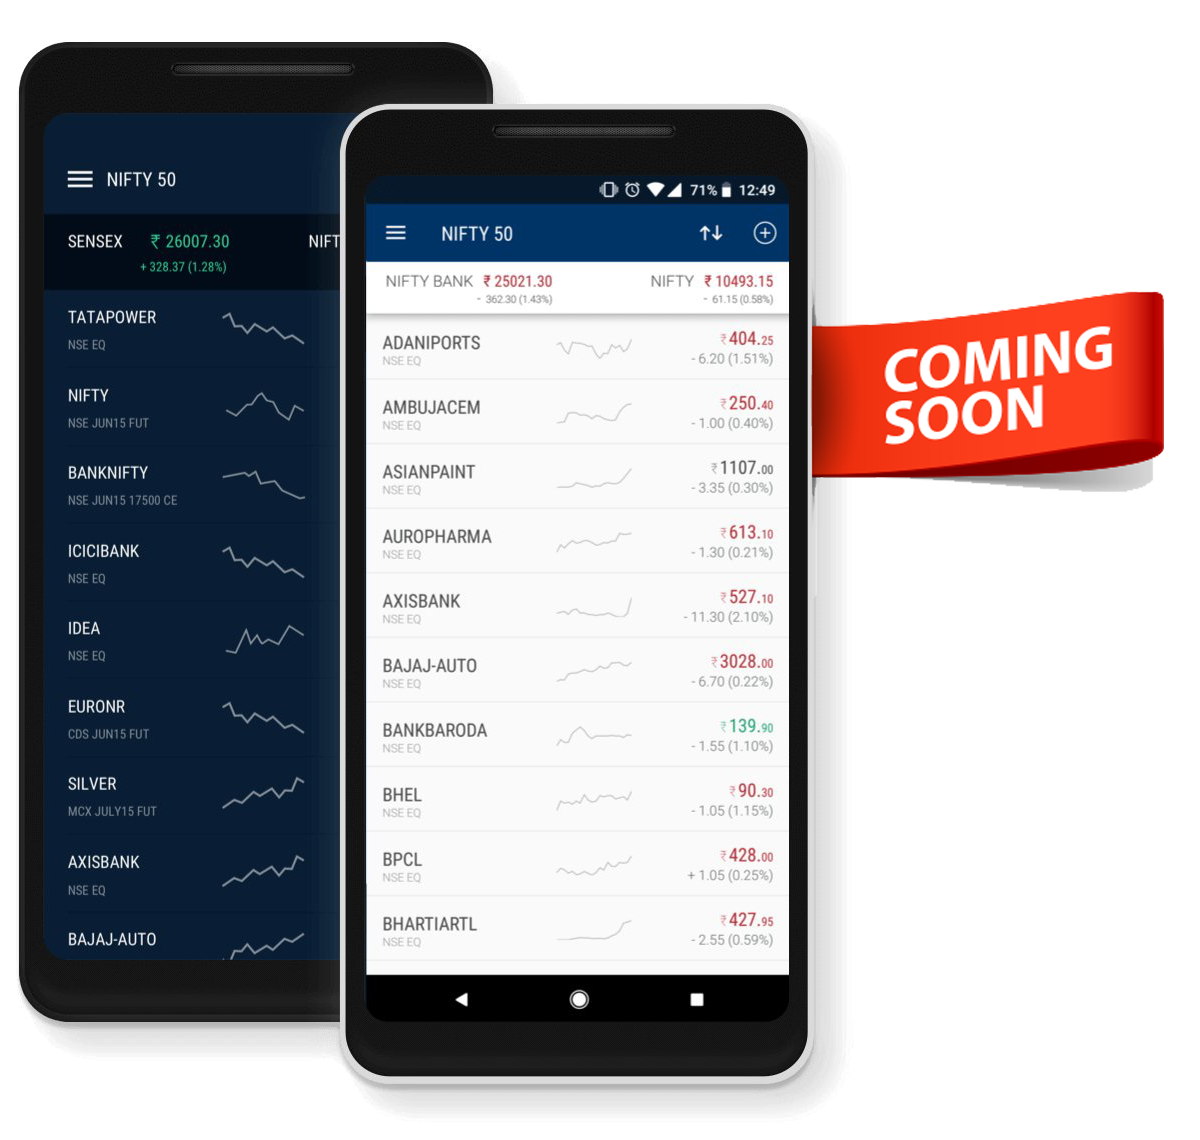 NIFTY 50
SENSEX ₹ 26007.30 NIFT
+ 328.37 (1.28%)
TATAPOWER
NSE EQ
NIFTY
NSE JUN15 FUT
BANKNIFTY
NSE JUN15 17500 CE
ICICIBANK
NSE EQ
IDEA
NSE EQ
EURONR
CDS JUN15 FUT
SILVER
MCX JULY15 FUT
AXISBANK
NSE EQ
BAJAJ-AUTO
71% 12:49
NIFTY 50
NIFTY BANK ₹ 25021.30 NIFTY ₹ 10493.15
- 362.30 (1.43%) - 61.15 (0.58%)
ADANIPORTS ₹404.25
NSE EQ - 6.20 (1.51%)
AMBUJACEM ₹250.40
NSE EQ - 1.00 (0.40%)
ASIANPAINT ₹1107.00
NSE EQ - 3.35 (0.30%)
AUROPHARMA ₹613.10
NSE EQ - 1.30 (0.21%)
AXISBANK ₹527.10
NSE EQ - 11.30 (2.10%)
BAJAJ-AUTO ₹3028.00
NSE EQ - 6.70 (0.22%)
BANKBARODA ₹139.90
NSE EQ - 1.55 (1.10%)
BHEL ₹90.30
NSE EQ - 1.05 (1.15%)
BPCL ₹428.00
NSE EQ + 1.05 (0.25%)
BHARTIARTL ₹427.95
NSE EQ - 2.55 (0.59%)
COMING
SOON